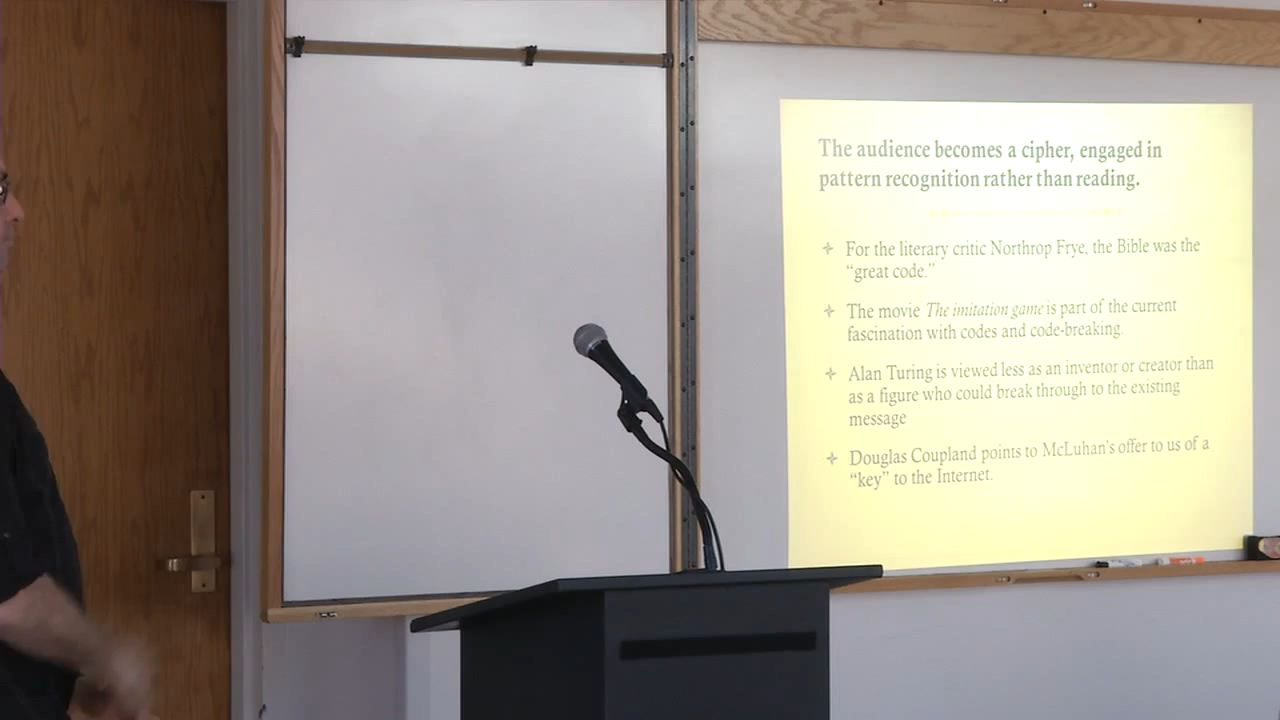 The audience becomes a cipher, engaged in
pattern recognition rather than reading.
For the literary critic Northrop Frye, the Bible was the
“great code.”
The movie The imitation game is part of the current
fascination with codes and code-breaking.
Alan Turing is viewed less as an inventor or creator than
as a figure who could break through to the existing
message
Douglas Coupland points to McLuhan's offer to us of a
“key” to the Internet.